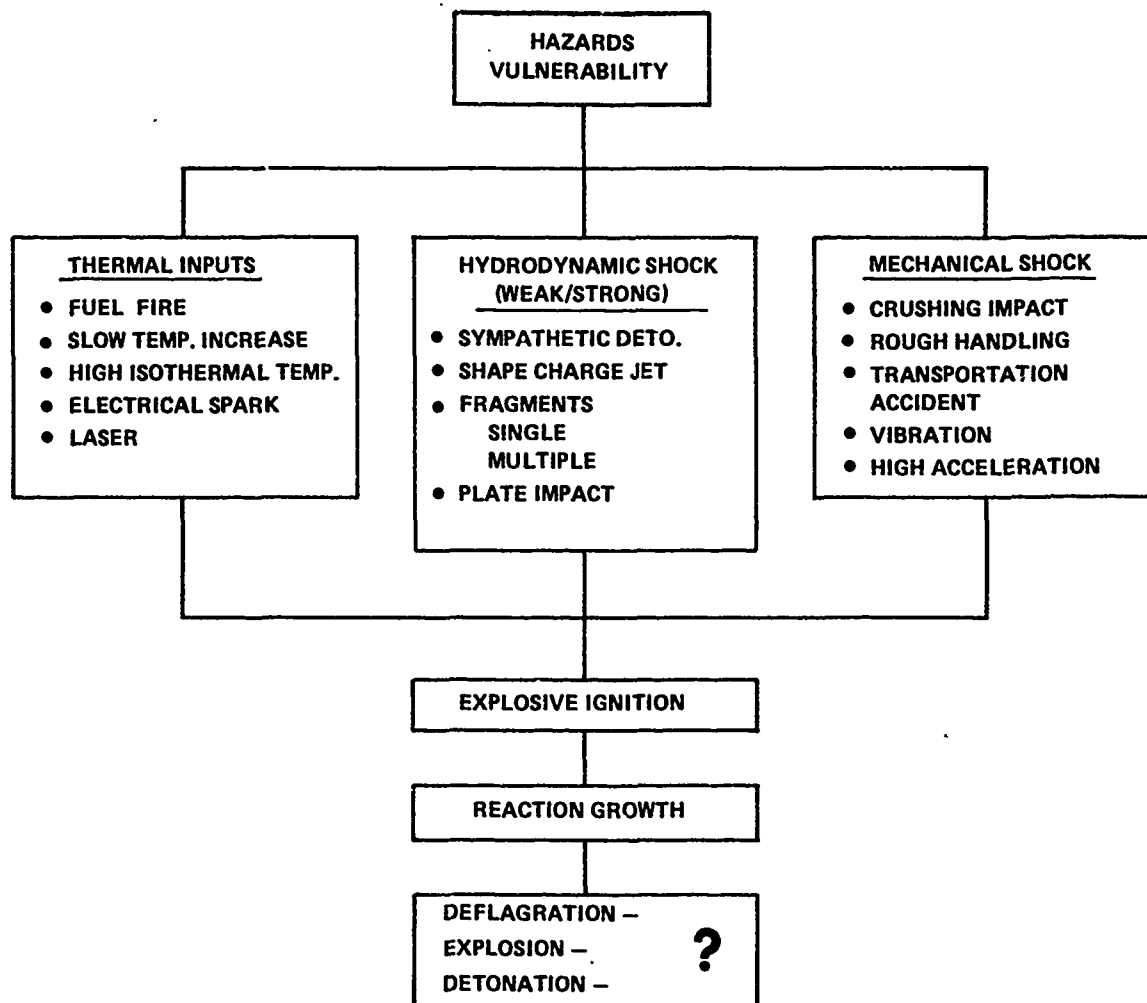 HAZARDS
VULNERABILITY
THERMAL INPUTS
● FUEL FIRE
● SLOW TEMP. INCREASE
● HIGH ISOTHERMAL TEMP.
● ELECTRICAL SPARK
● LASER
HYDRODYNAMIC SHOCK
(WEAK/STRONG)
● SYMPATHETIC DETO.
● SHAPE CHARGE JET
● FRAGMENTS
SINGLE
MULTIPLE
● PLATE IMPACT
MECHANICAL SHOCK
● CRUSHING IMPACT
● ROUGH HANDLING
● TRANSPORTATION
ACCIDENT
● VIBRATION
● HIGH ACCELERATION
EXPLOSIVE IGNITION
REACTION GROWTH
DEFLAGRATION –
EXPLOSION –
DETONATION –
?